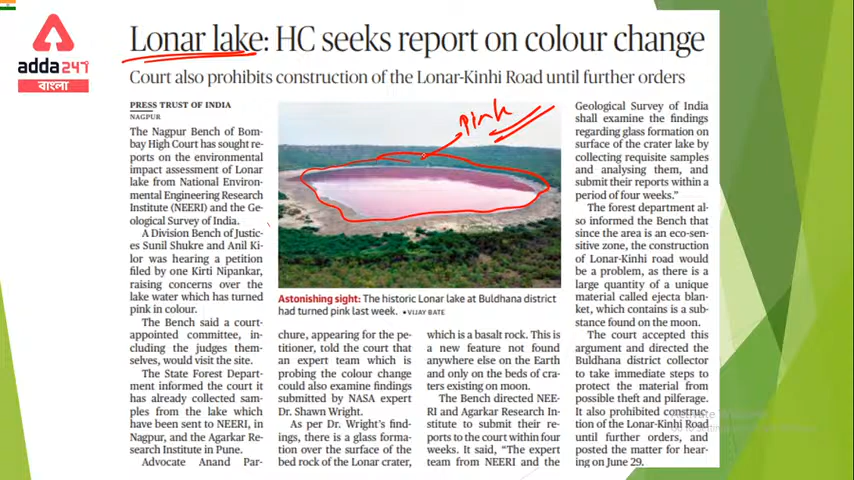 adda247
বাংলা
Lonar lake: HC seeks report on colour change
Court also prohibits construction of the Lonar-Kinhi Road until further orders
PRESS TRUST OF INDIA
NAGPUR
The Nagpur Bench of Bom-
bay High Court has sought re-
ports on the environmental
impact assessment of Lonar
lake from National Environ-
mental Engineering Research
Institute (NEERI) and the Ge-
ological Survey of India.
A Division Bench of Justic-
es Sunil Shukre and Anil Ki-
lor was hearing a petition
filed by one Kirti Nipankar,
raising concerns over the
lake water which has turned
pink in colour.
The Bench said a court-
appointed committee, in-
cluding the judges them-
selves, would visit the site.
The State Forest Depart-
ment informed the court it
has already collected sam-
ples from the lake which
have been sent to NEERI, in
Nagpur, and the Agarkar Re-
search Institute in Pune.
Advocate Anand Par-
Pink
Astonishing sight: The historic Lonar lake at Buldhana district
had turned pink last week. •VIJAY BATE
chure, appearing for the pe-
titioner, told the court that
an expert team which is
probing the colour change
could also examine findings
submitted by NASA expert
Dr. Shawn Wright.
As per Dr. Wright's find-
ings, there is a glass forma-
tion over the surface of the
bed rock of the Lonar crater,
which is a basalt rock. This is
a new feature not found
anywhere else on the Earth
and only on the beds of cra-
ters existing on moon.
The Bench directed NEE-
RI and Agarkar Research In-
stitute to submit their re-
ports to the court within four
weeks. It said, "The expert
team from NEERI and the
Geological Survey of India
shall examine the findings
regarding glass formation on
surface of the crater lake by
collecting requisite samples
and analysing them, and
submit their reports within a
period of four weeks."
The forest department al-
so informed the Bench that
since the area is an eco-sen-
sitive zone, the construction
of Lonar-Kinhi road would
be a problem, as there is a
large quantity of a unique
material called ejecta blan-
ket, which contains is a sub-
stance found on the moon.
The court accepted this
argument and directed the
Buldhana district collector
to take immediate steps to
protect the material from
possible theft and pilferage.
It also prohibited construc-
tion of the Lonar-Kinhi Road
until further orders, and
posted the matter for hear-
ing on June 29.